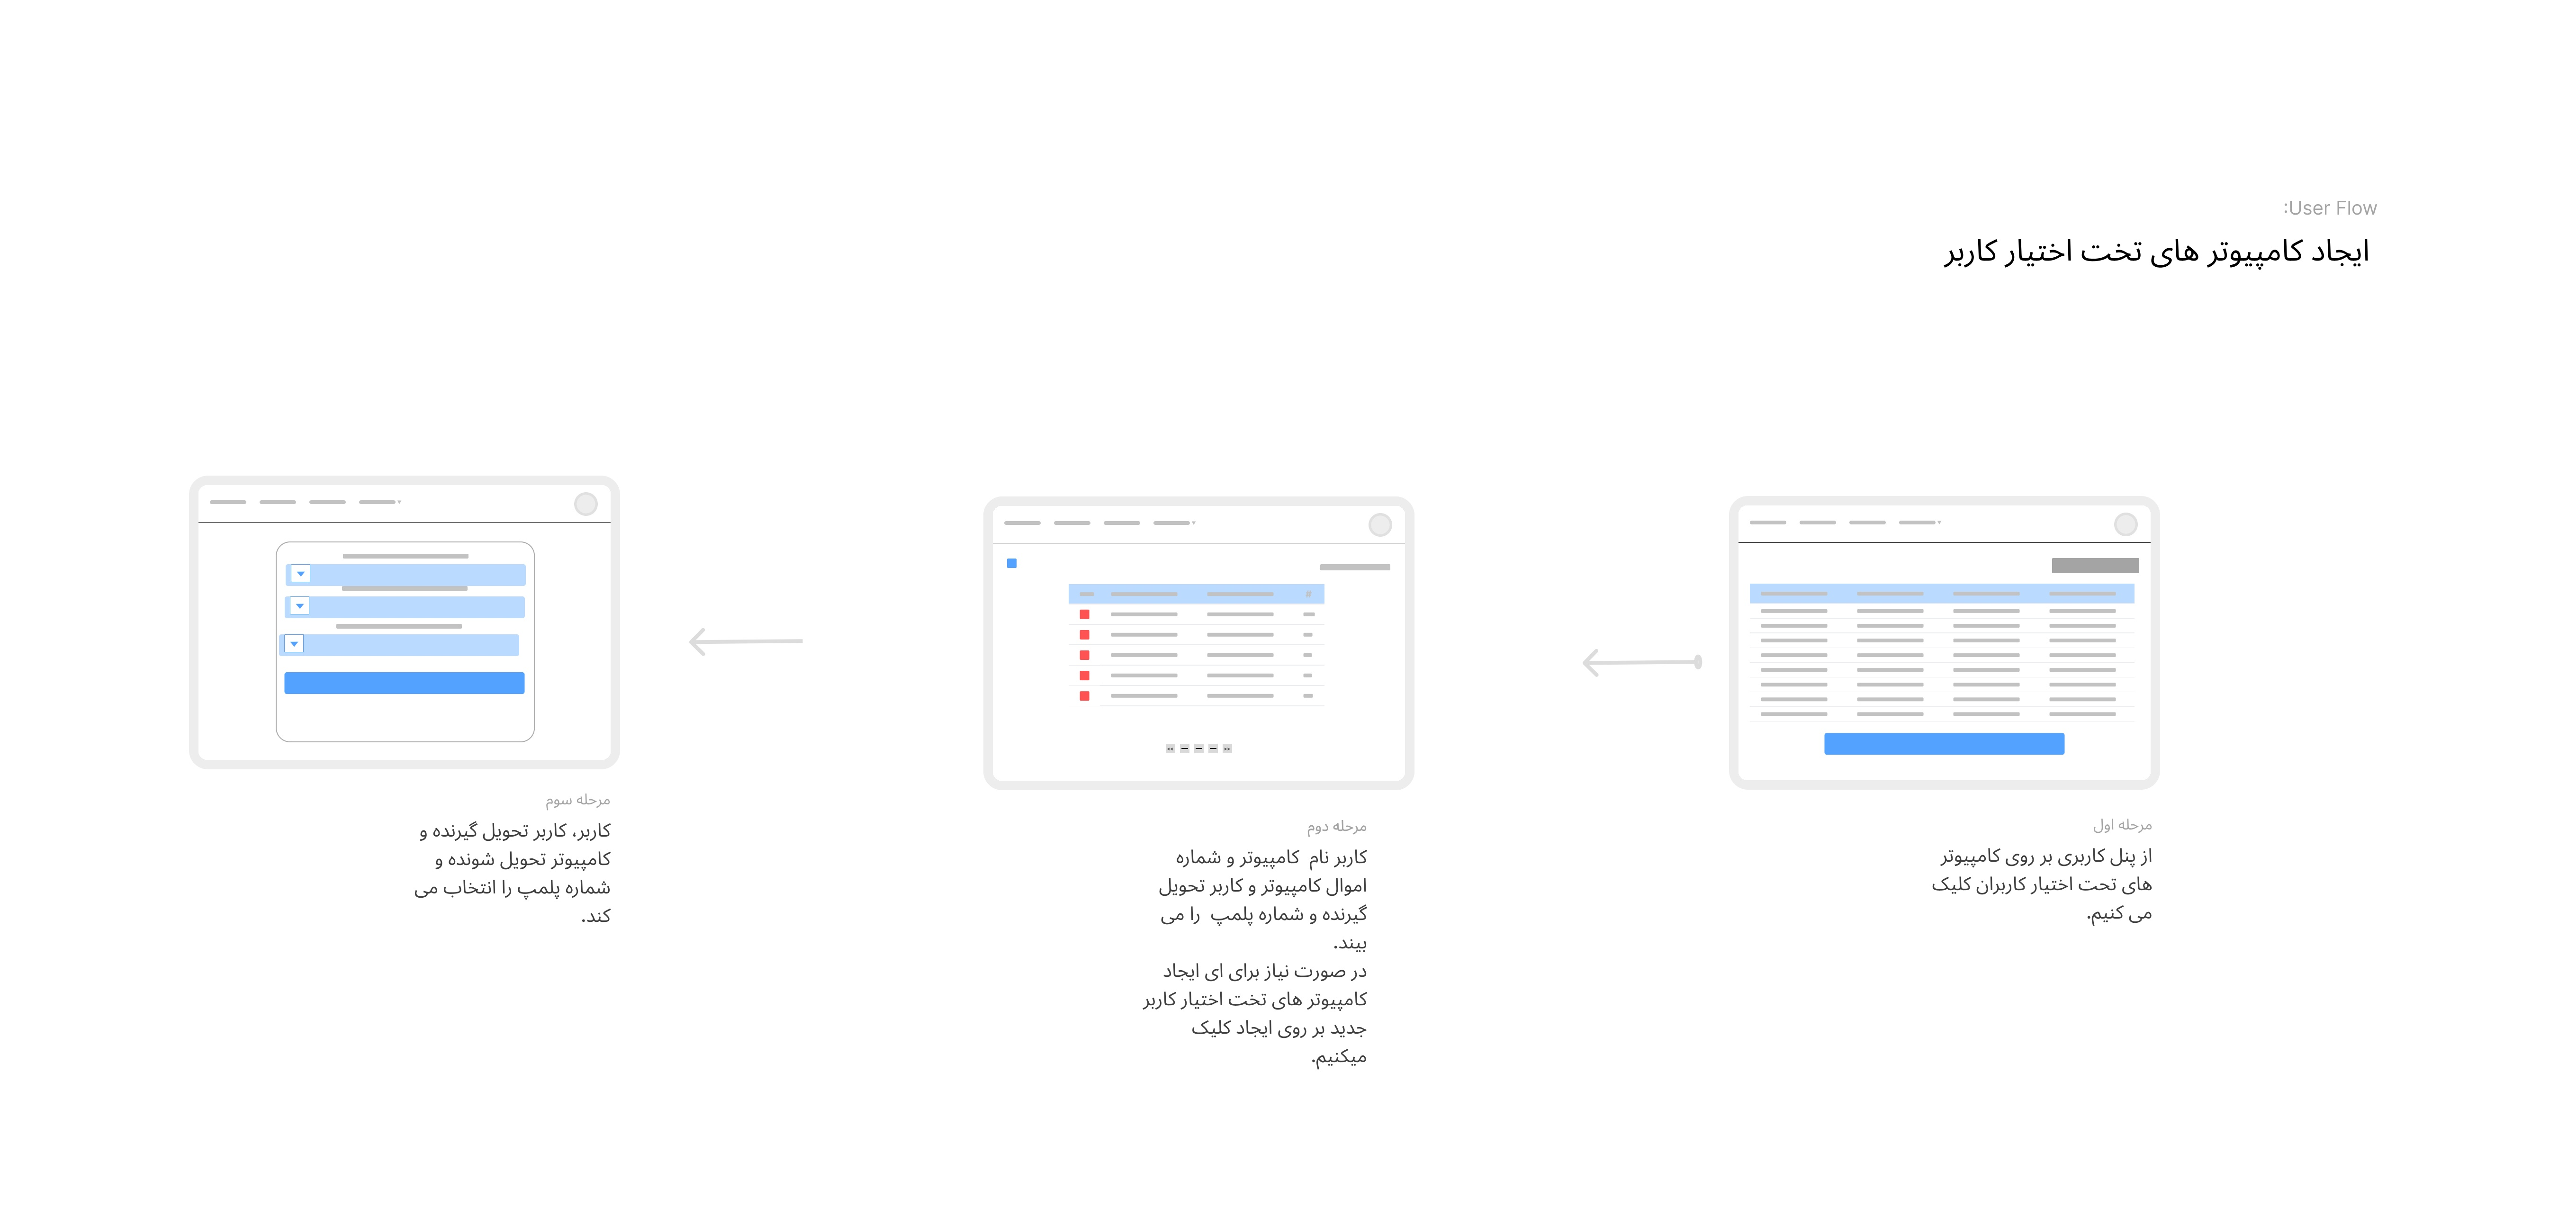 User Flow:
ایجاد کامپیوتر های تخت اختیار کاربر
مرحله اول
از پنل کاربری بر روی کامپیوتر
های تحت اختیار کاربران کلیک
می کنیم.
مرحله دوم
کاربر نام کامپیوتر و شماره
اموال کامپیوتر و کاربر تحویل
گیرنده و شماره پلمپ را می
بیند.
در صورت نیاز برای ای ایجاد
کامپیوتر های تخت اختیار کاربر
جدید بر روی ایجاد کلیک
میکنیم.
مرحله سوم
کاربر، کاربر تحویل گیرنده و
کامپیوتر تحویل شونده و
شماره پلمپ را انتخاب می
کند.